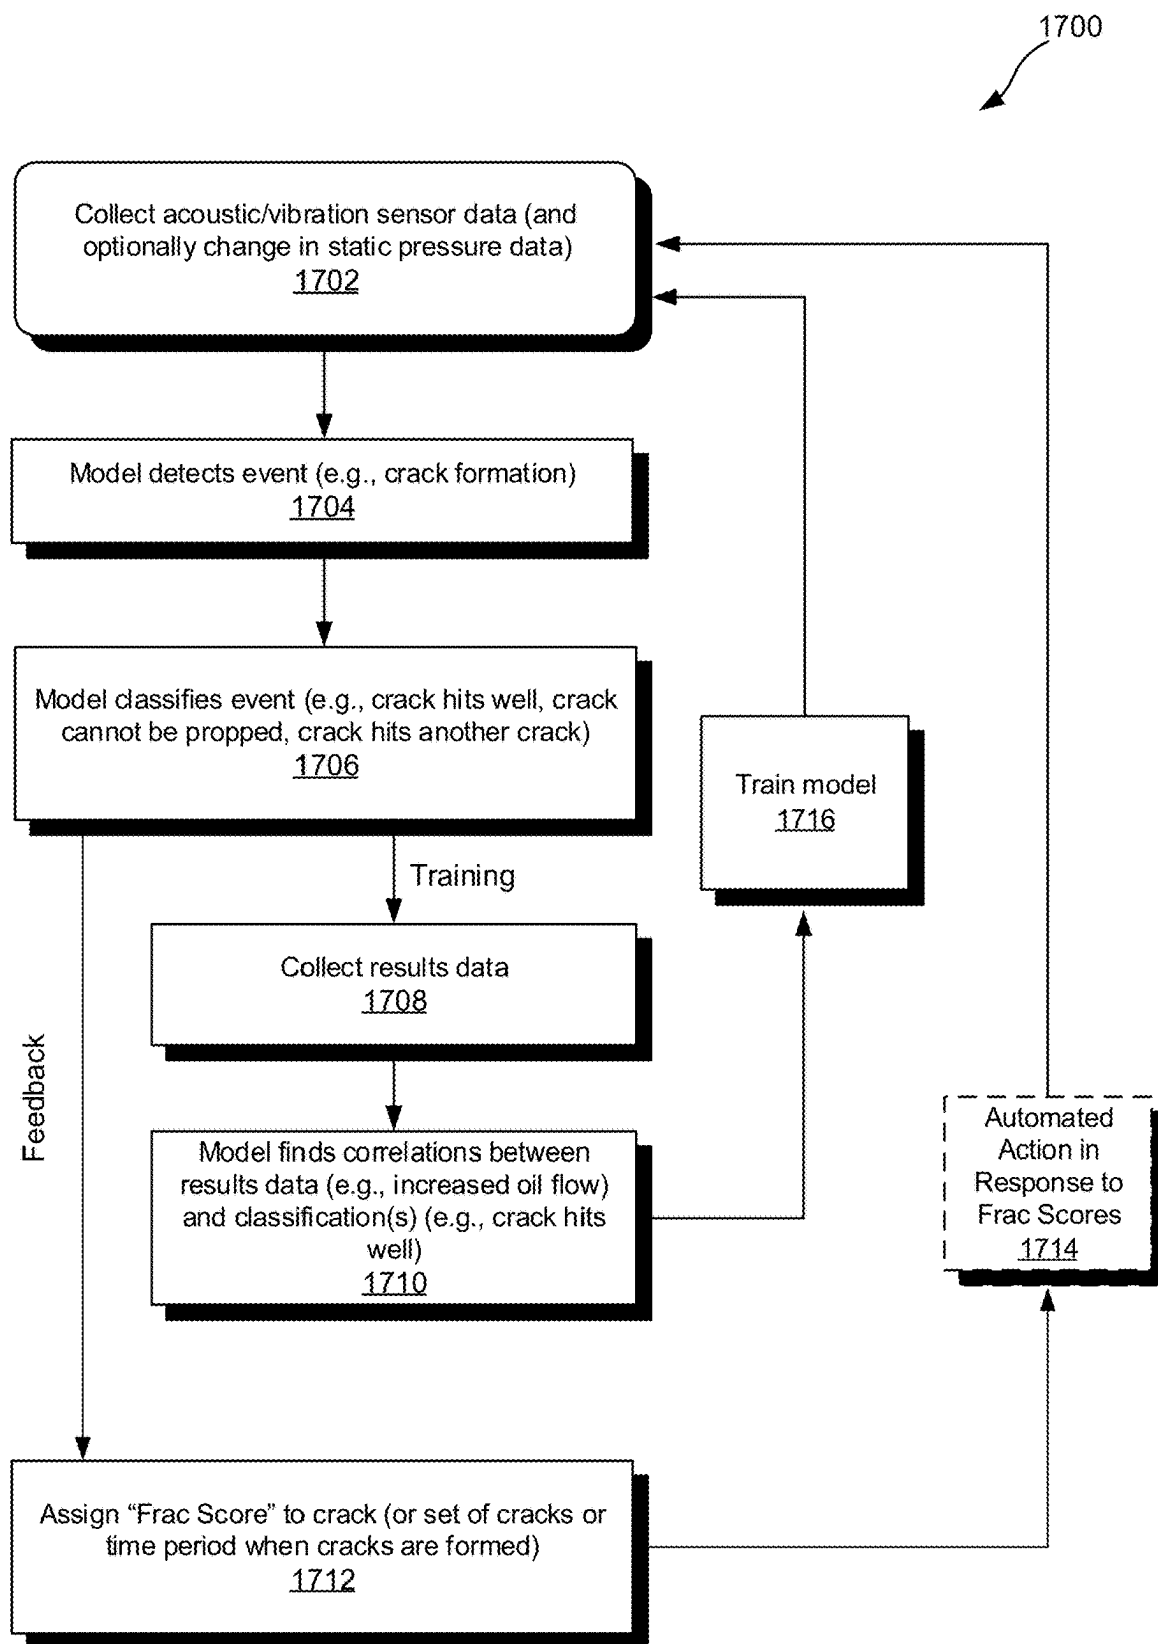 1700
Collect acoustic/vibration sensor data (and
optionally change in static pressure data)
1702
Model detects event (e.g., crack formation)
1704
Model classifies event (e.g., crack hits well, crack
cannot be propped, crack hits another crack)
1706
Train model
1716
Training
Collect results data
1708
Feedback
Model finds correlations between
results data (e.g., increased oil flow)
and classification(s) (e.g., crack hits
well)
1710
Automated
Action in
Response to
Frac Scores
1714
Assign “Frac Score” to crack (or set of cracks or
time period when cracks are formed)
1712